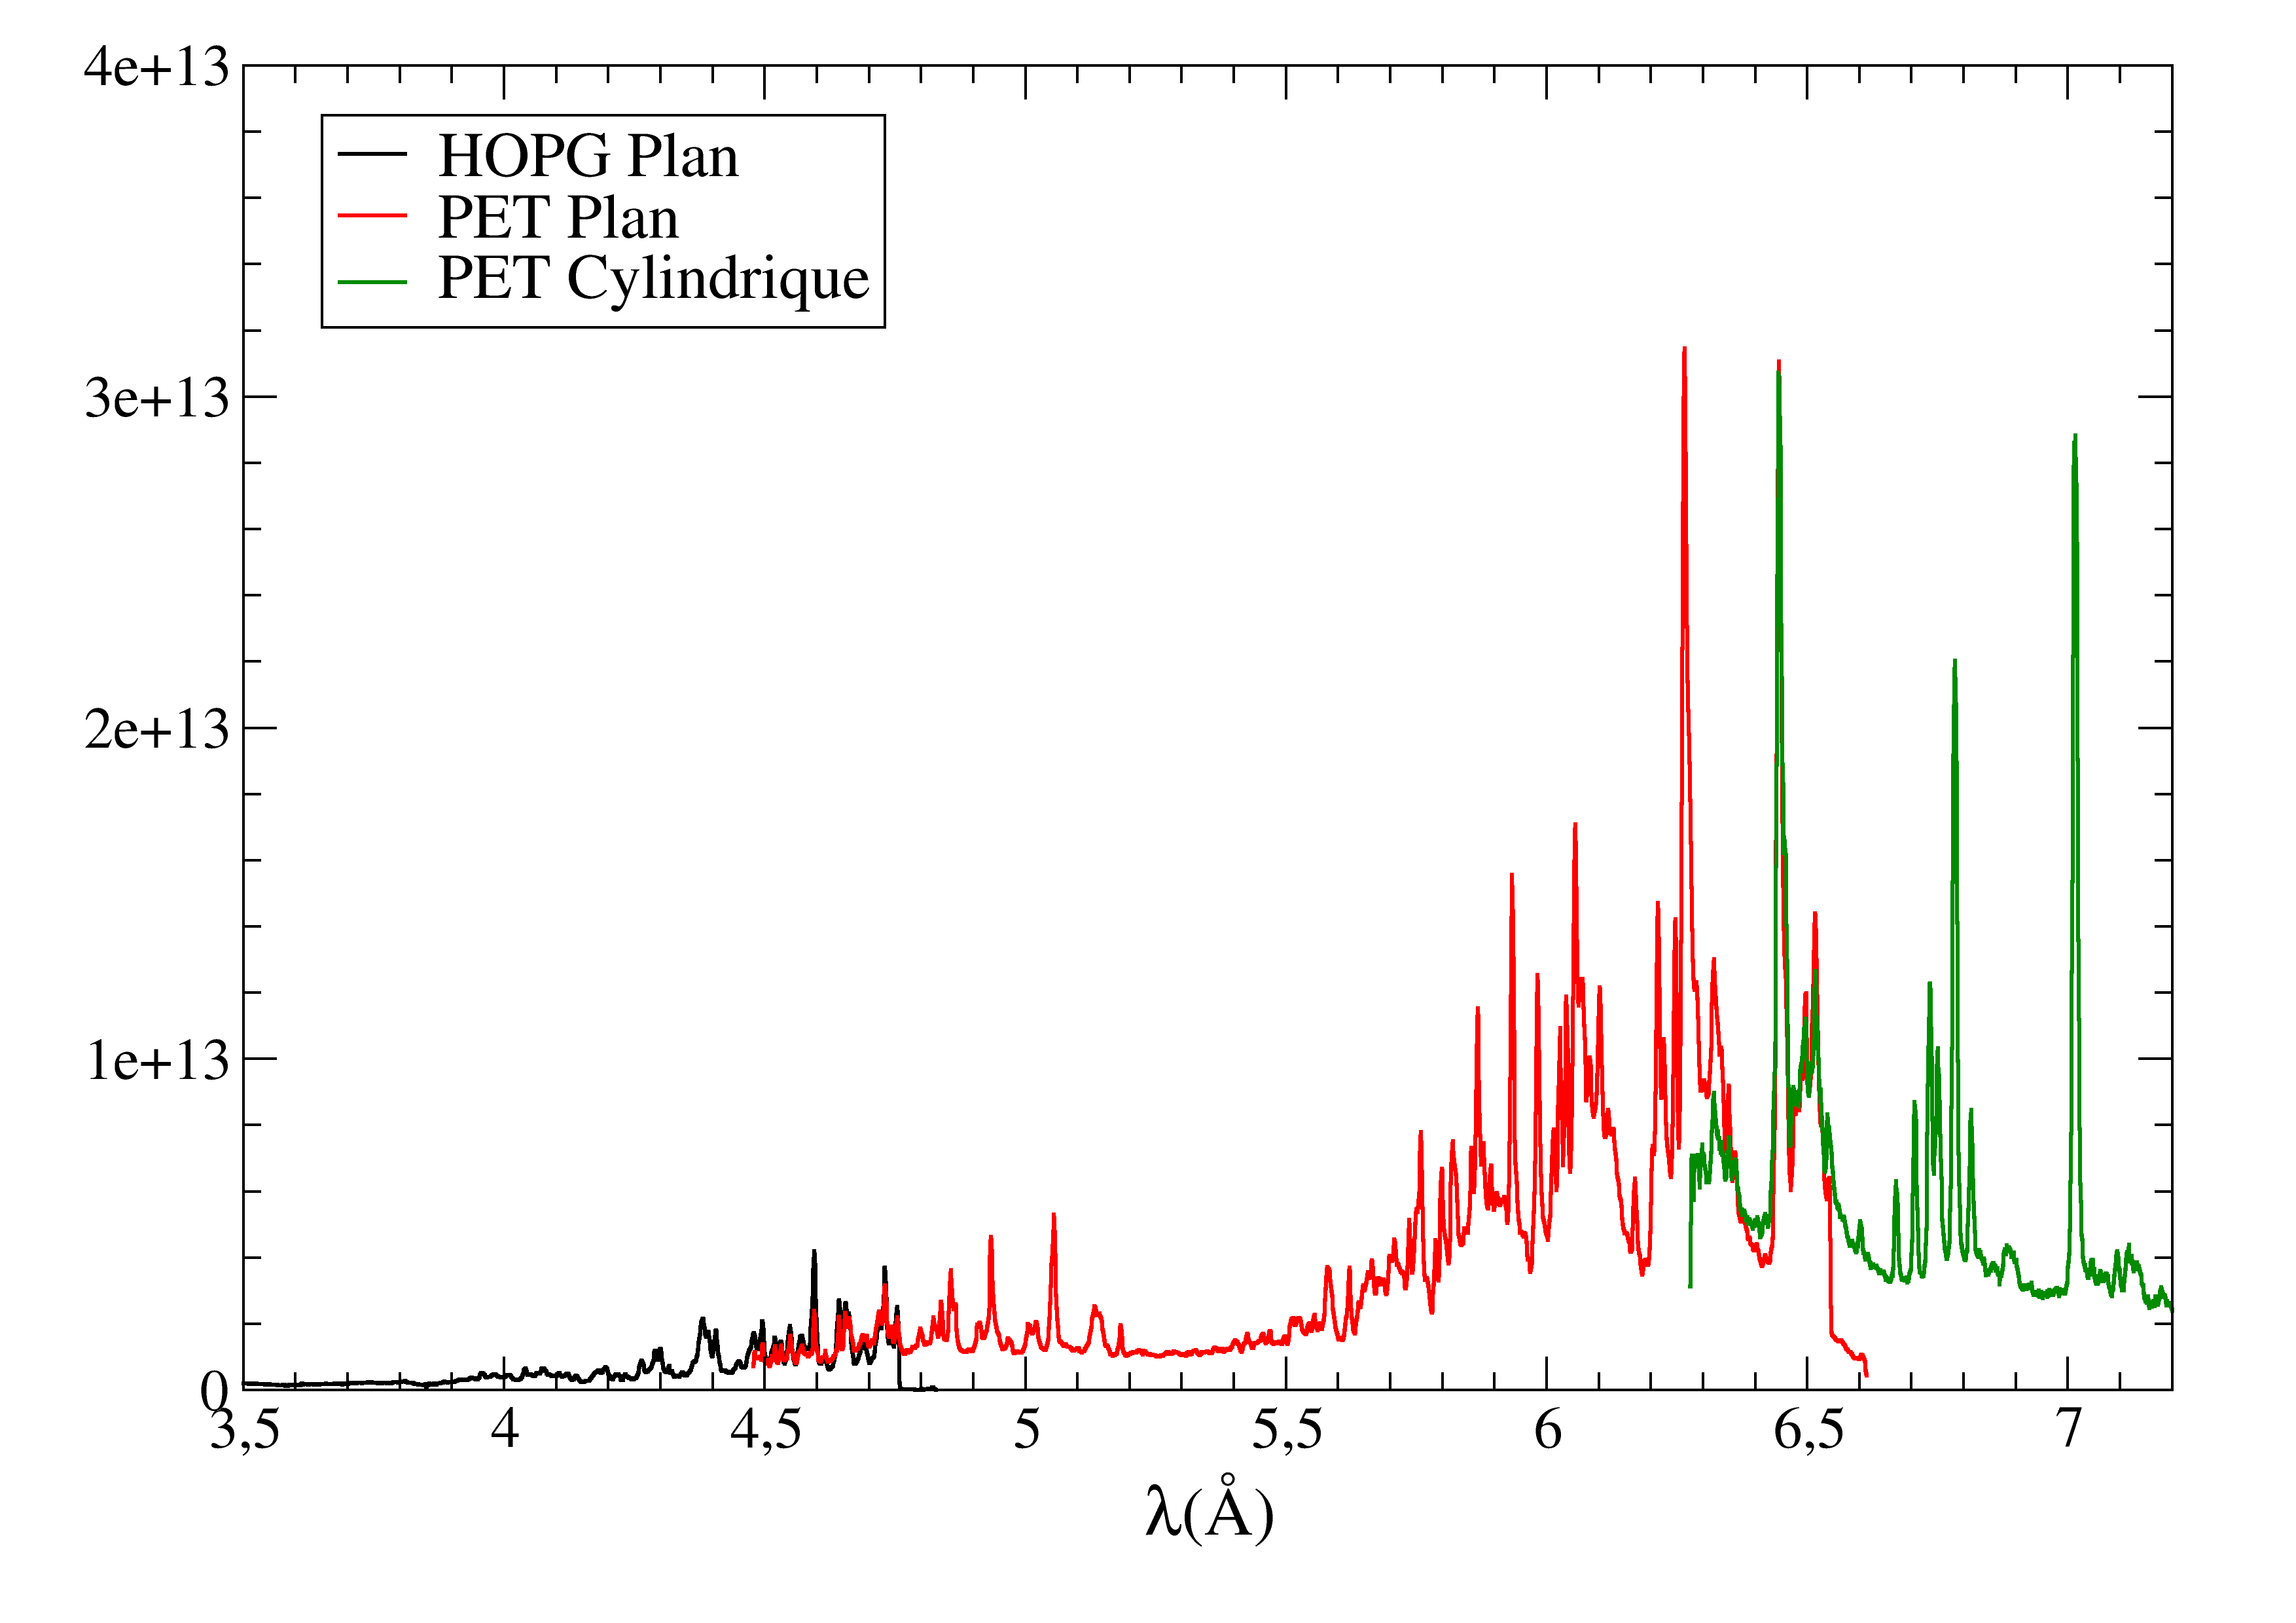 4e+13
3e+13
2e+13
1e+13
0
HOPG Plan
PET Plan
PET Cylindrique
3,5 4 4,5 5 5,5 6 6,5 7
λ(Å)